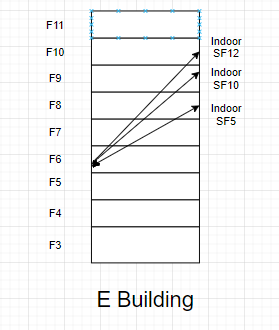 F11
F10
Indoor
SF12
F9
Indoor
SF10
F8
Indoor
SF5
F7
F6
F5
F4
F3
E Building